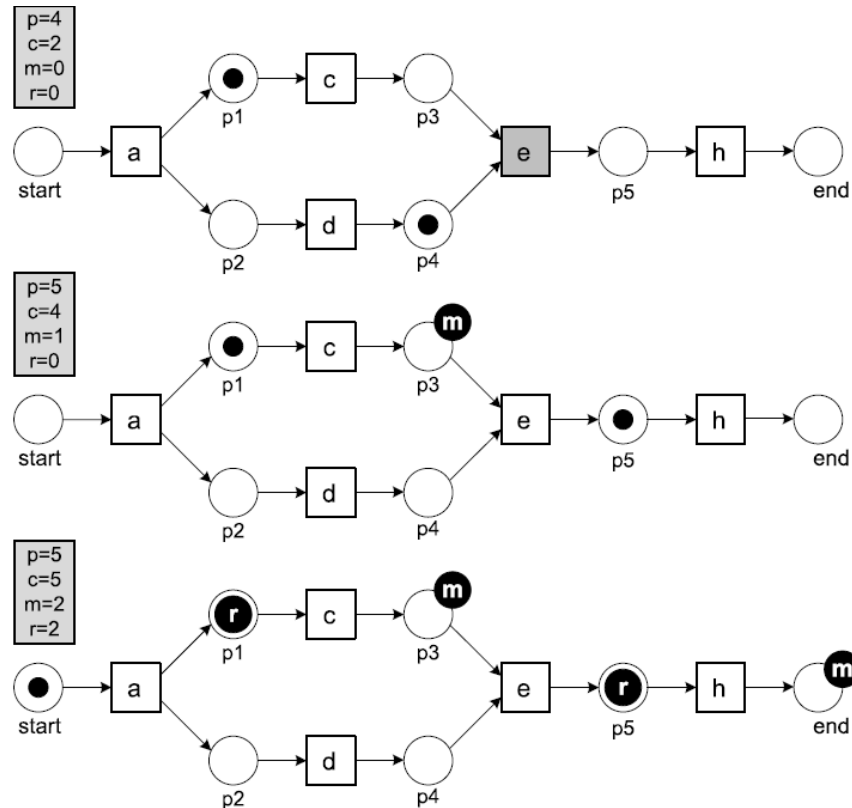 p=4
c=2
m=0
r=0
c
p1
p3
a
e
h
start
p5
end
d
p2
p4
p=5
c=4
m=1
r=0
m
c
p1
p3
a
e
h
start
p5
end
d
p2
p4
p=5
c=5
m=2
r=2
m
r
c
p1
p3
m
a
e
r
h
start
p5
end
d
p2
p4